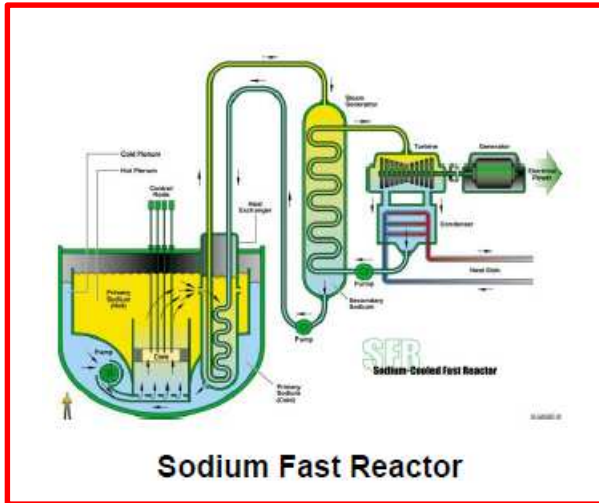 Steam
Generator
Turbine
Generator
Electrical
Power
Cold Plenum
Hot Plenum
Control
Rods
Heat
Exchanger
Condenser
Heat Sink
Primary
Sodium
(Hot)
Pump
Secondary
Sodium
Pump
Pump
Core
Primary
Sodium
(Cold)
SFR
Sodium-Cooled Fast Reactor
Sodium Fast Reactor